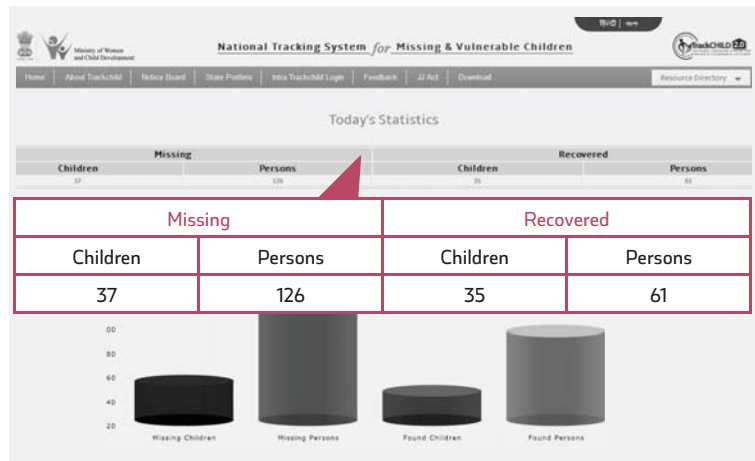 हिन्दी
Ministry of Women
and Child Development
National Tracking System for Missing & Vulnerable Children
TrackCHILD 2.0
Home About Trackchild Notice Board State Portlets Intra Trackchild Login Feedback JJ Act Download Resource Directory
Today's Statistics
Missing Recovered
Children Persons Children Persons
37 126 35 61
Missing Recovered
Children Persons Children Persons
37 126 35 61
00
80
60
40
20
Missing Children Missing Persons Found Children Found Persons